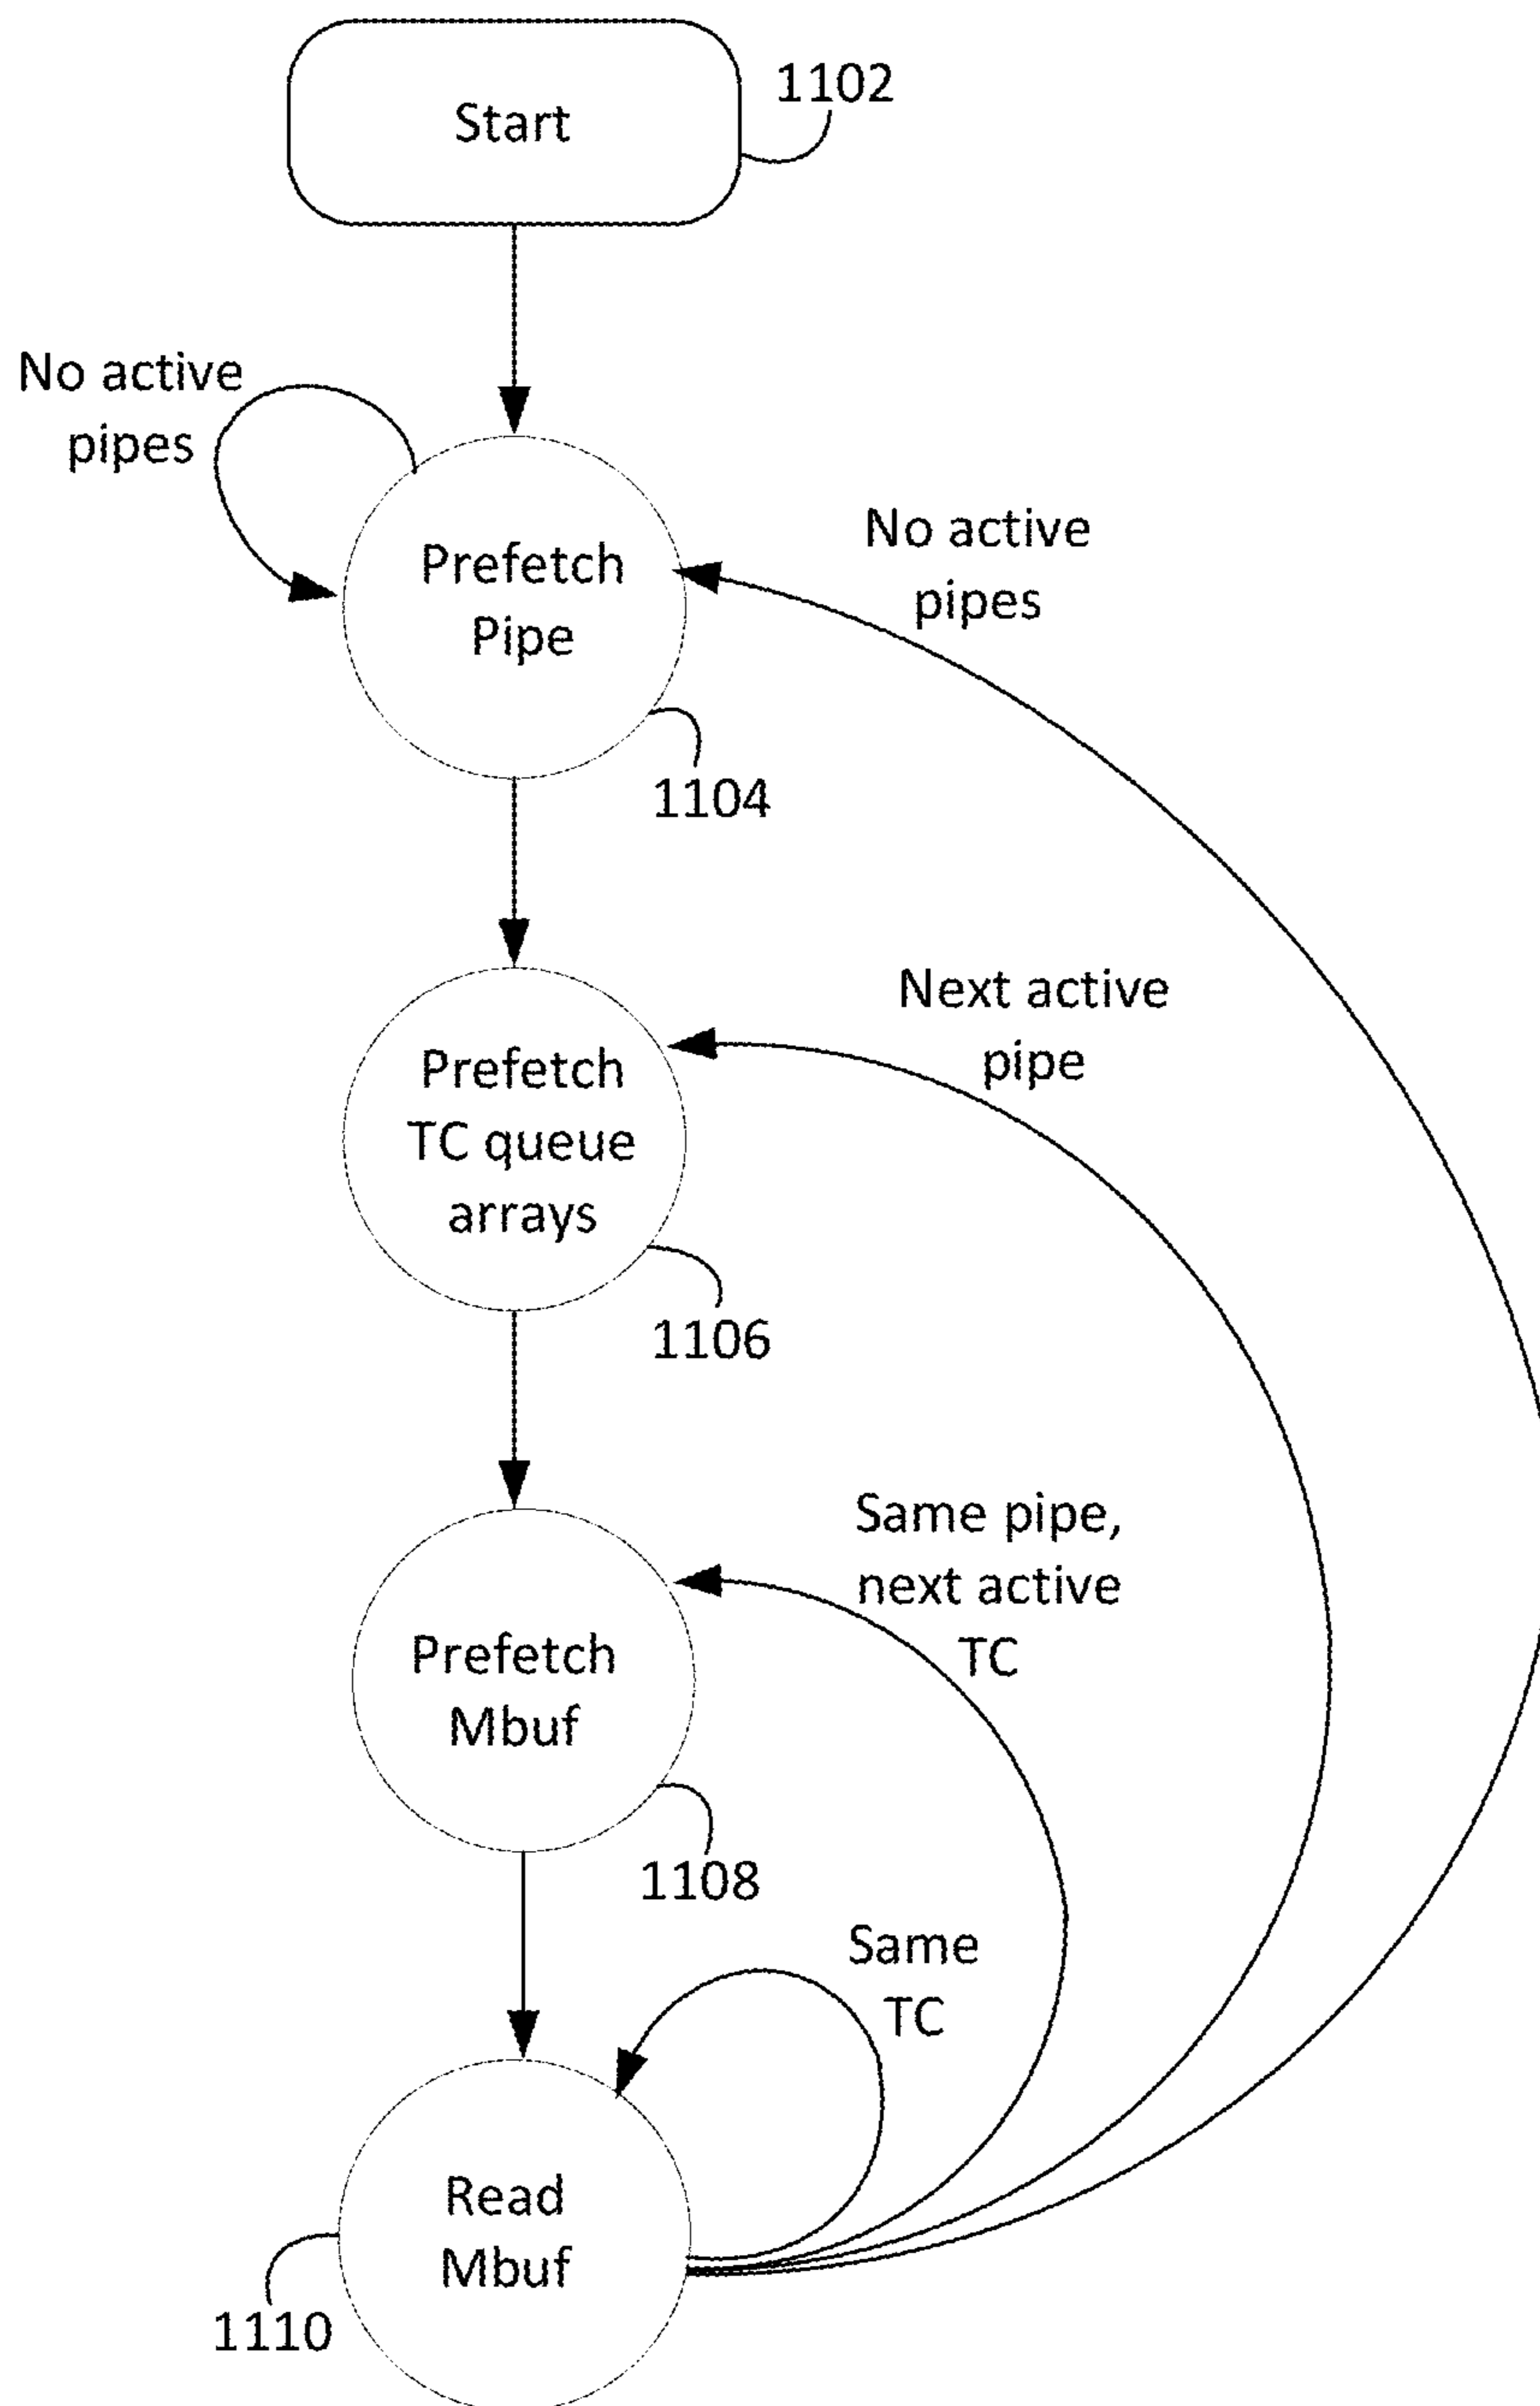 Start
1102
No active
pipes
No active
pipes
Prefetch
Pipe
1104
Next active
pipe
Prefetch
TC queue
arrays
1106
Same pipe,
next active
TC
Prefetch
Mbuf
1108
Same
TC
Read
Mbuf
1110